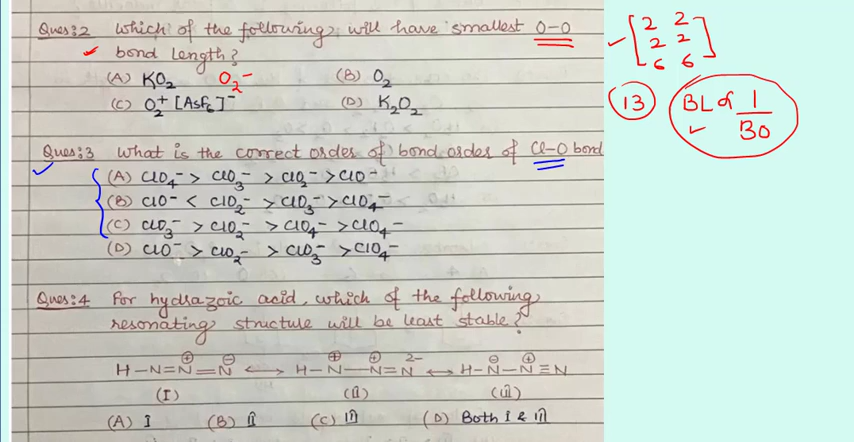 Ques:2 Which of the following, will have smallest O-O
bond length?
(A) KO₂ O₂⁻ (B) O₂
(C) O₂⁺[AsF₆]⁻ (D) K₂O₂
Ques:3 What is the correct order of bond order of Cl-O bond
(A) ClO₄⁻ > ClO₃⁻ > ClO₂⁻ > ClO⁻
(B) ClO⁻ < ClO₂⁻ > ClO₃⁻ > ClO₄⁻
(C) ClO₃⁻ > ClO₂⁻ > ClO₄⁻ > ClO₄⁻
(D) ClO⁻ > ClO₂⁻ > ClO₃⁻ > ClO₄⁻
Ques:4 For hydrazoic acid, which of the following,
resonating structure will be least stable?
H-N=N⊕=N⊖ ⟷ H-N⊕-N⊕=N²⁻ ⟷ H-N⊖-N⊕≡N
(I) (II) (III)
(A) I (B) II (C) III (D) Both I & III
[2 2
2 2
6 6]
13 BL ∝ 1/BO